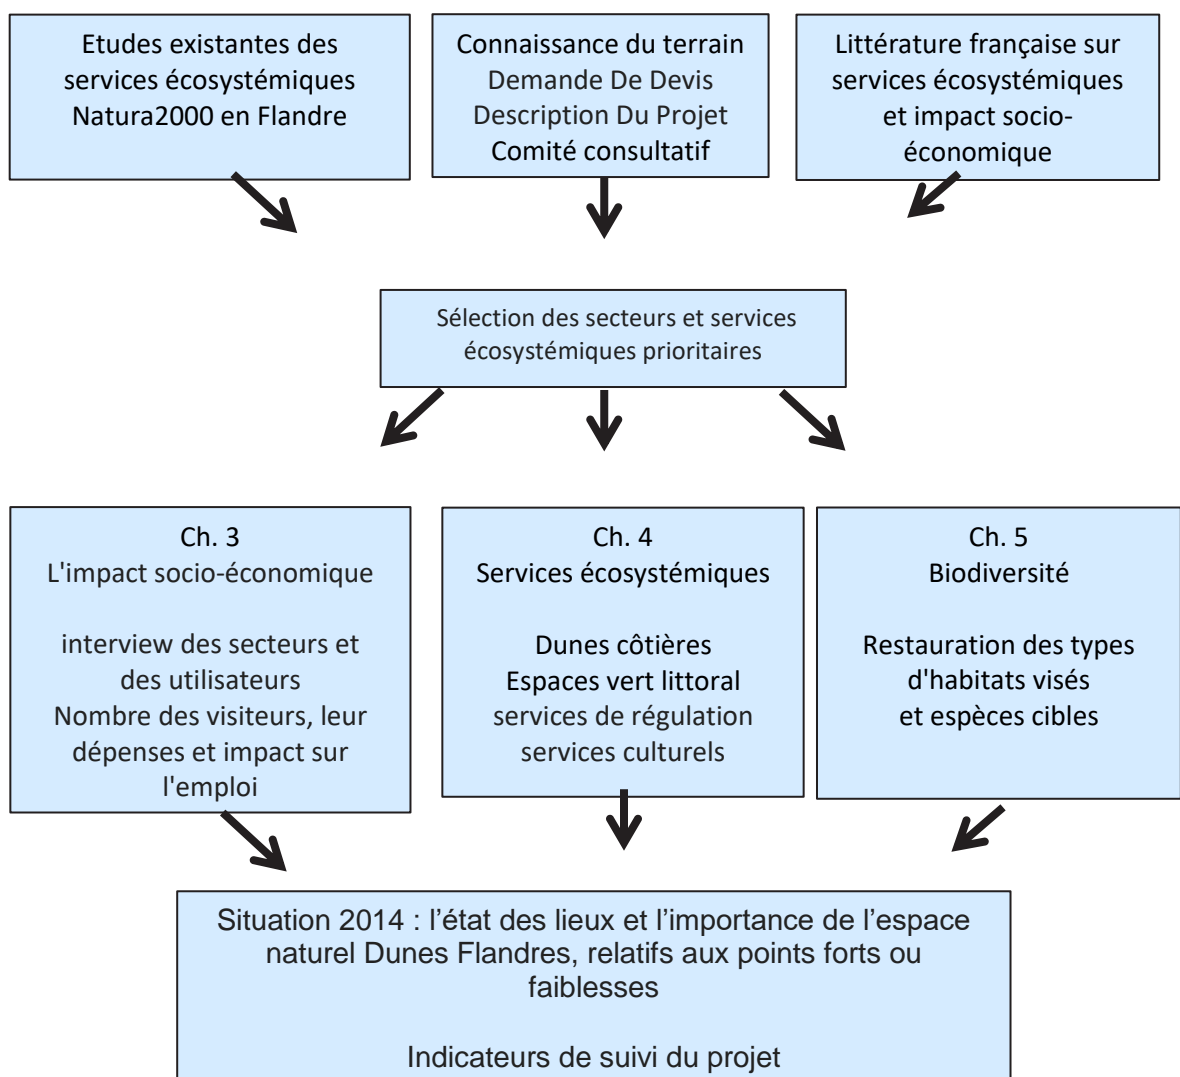 Etudes existantes des
services écosystémiques
Natura2000 en Flandre
Connaissance du terrain
Demande De Devis
Description Du Projet
Comité consultatif
Littérature française sur
services écosystémiques
et impact socio-
économique
Sélection des secteurs et services
écosystémiques prioritaires
Ch. 3
L'impact socio-économique
interview des secteurs et
des utilisateurs
Nombre des visiteurs, leur
dépenses et impact sur
l'emploi
Ch. 4
Services écosystémiques
Dunes côtières
Espaces vert littoral
services de régulation
services culturels
Ch. 5
Biodiversité
Restauration des types
d'habitats visés
et espèces cibles
Situation 2014 : l’état des lieux et l’importance de l’espace
naturel Dunes Flandres, relatifs aux points forts ou
faiblesses
Indicateurs de suivi du projet